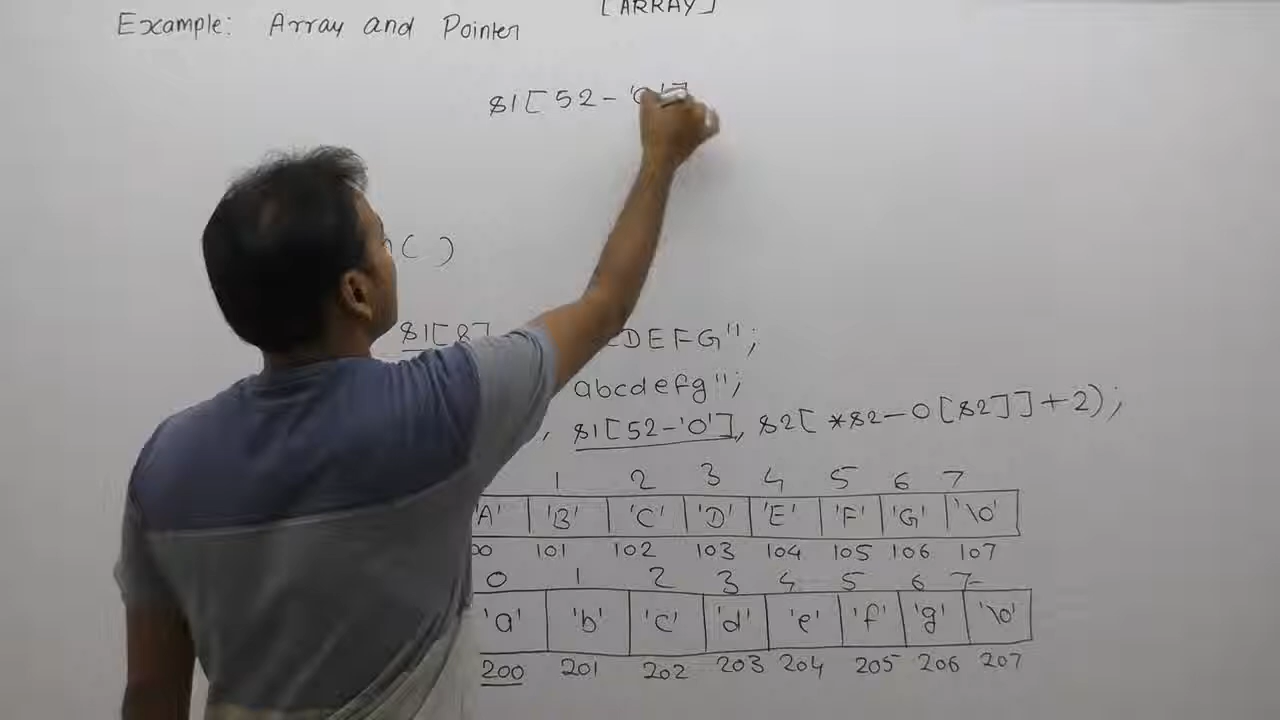 [ARRAY]
Example: Array and Pointer
S1[52-'0']
( )
S1[8]
CDEFG";
abcdefg";
, S1[52-'0'], S2[ *S2-0[S2]]+2);
1 2 3 4 5 6 7
'A' 'B' 'C' 'D' 'E' 'F' 'G' '\0'
00 101 102 103 104 105 106 107
0 1 2 3 4 5 6 7
'a' 'b' 'c' 'd' 'e' 'f' 'g' '\0'
200 201 202 203 204 205 206 207